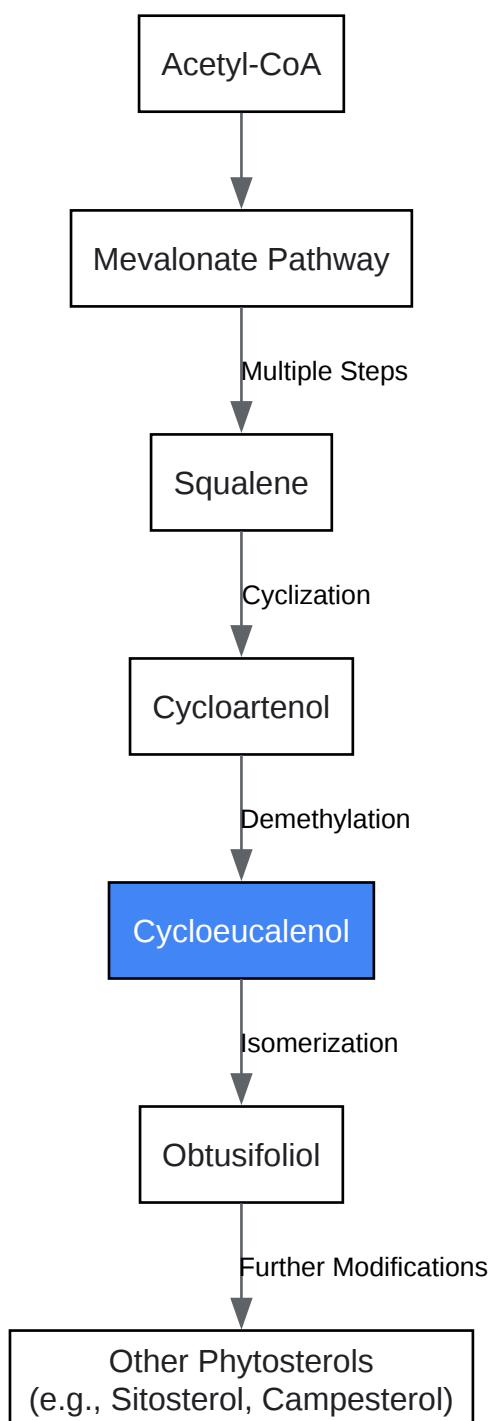 Acetyl-CoA
Mevalonate Pathway
Multiple Steps
Squalene
Cyclization
Cycloartenol
Demethylation
Cycloeucalenol
Isomerization
Obtusifoliol
Further Modifications
Other Phytosterols
(e.g., Sitosterol, Campesterol)